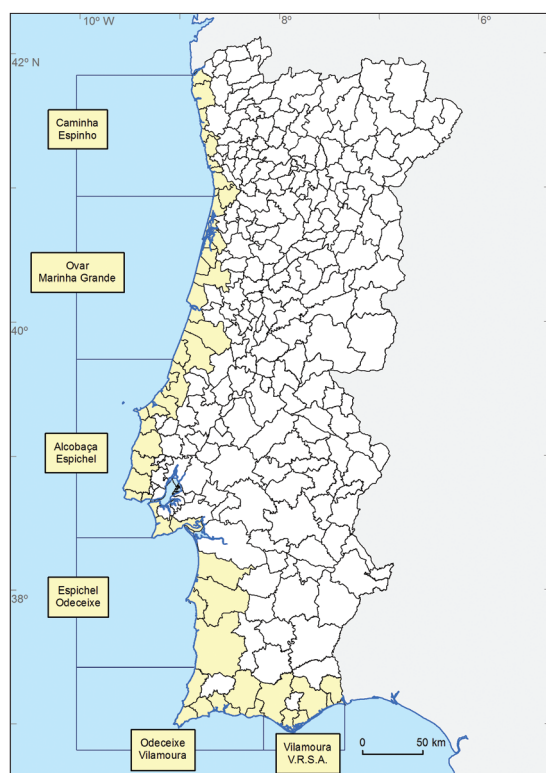 10° W
8°
6°
42° N
Caminha
Espinho
Ovar
Marinha Grande
40°
Alcobaça
Espichel
Espichel
Odeceixe
38°
Odeceixe
Vilamoura
Vilamoura
V.R.S.A.
0
50 km